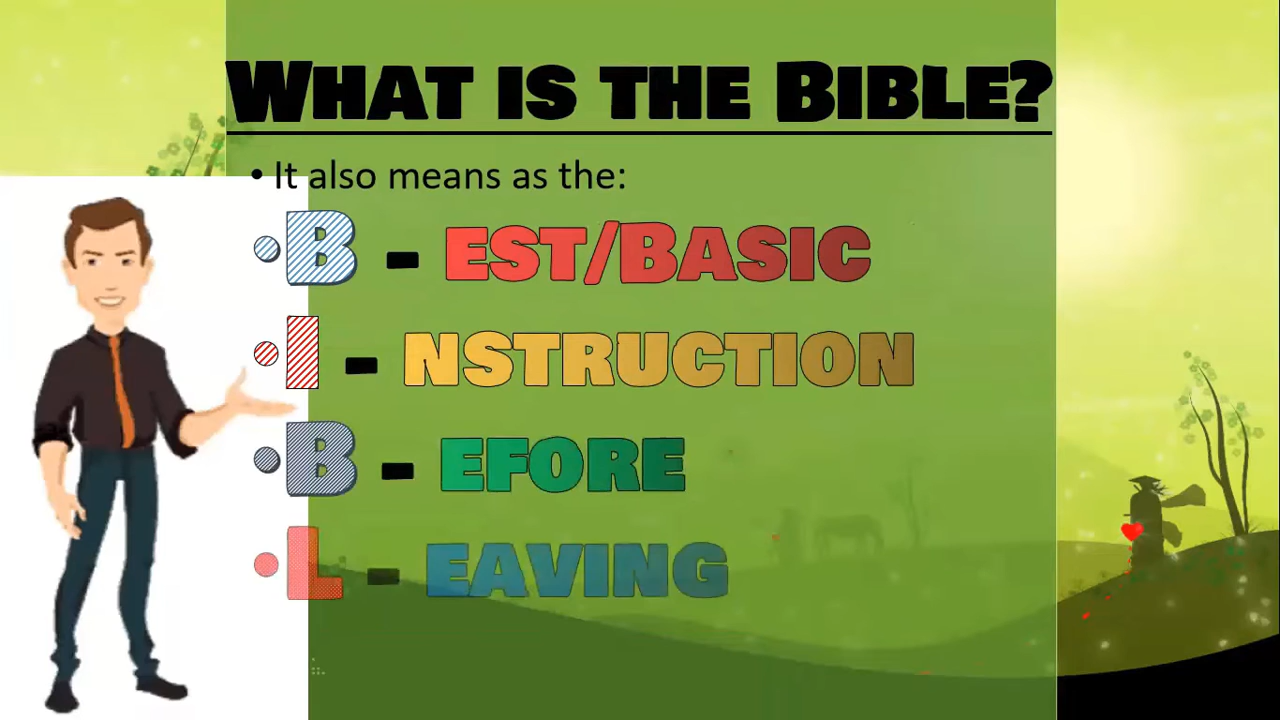 WHAT IS THE BIBLE?
• It also means as the:
•B - EST/BASIC
•I - NSTRUCTION
•B - EFORE
•L - EAVING